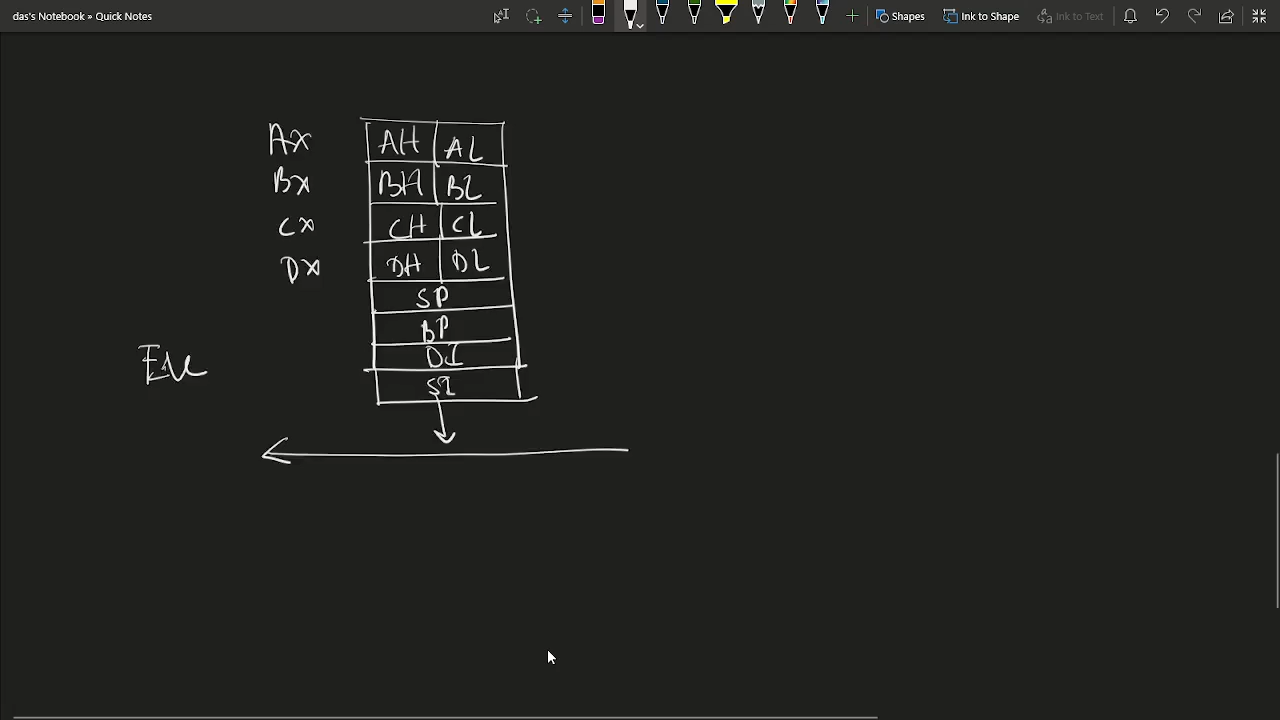 das's Notebook » Quick Notes
Shapes
Ink to Shape
Ink to Text
Ax AH AL
Bx BH BL
Cx CH CL
Dx DH DL
SP
BP
DI
SI